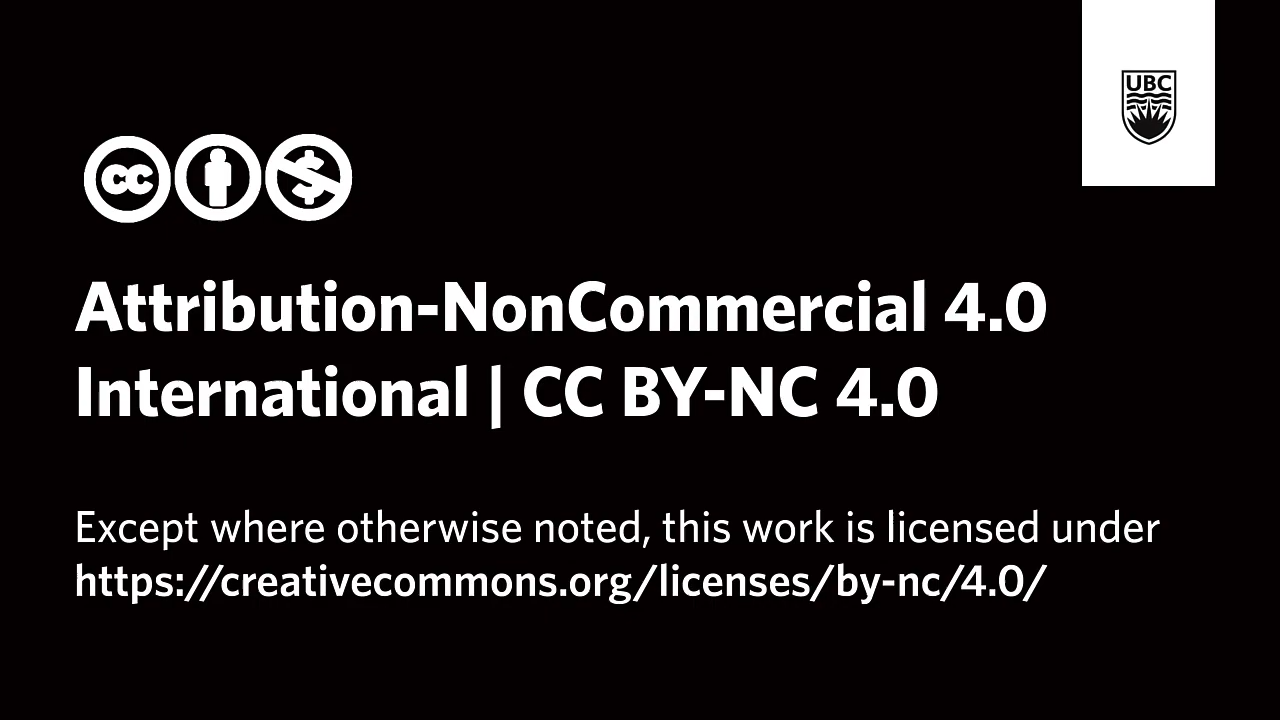 UBC
cc
Attribution-NonCommercial 4.0
International | CC BY-NC 4.0
Except where otherwise noted, this work is licensed under
https://creativecommons.org/licenses/by-nc/4.0/